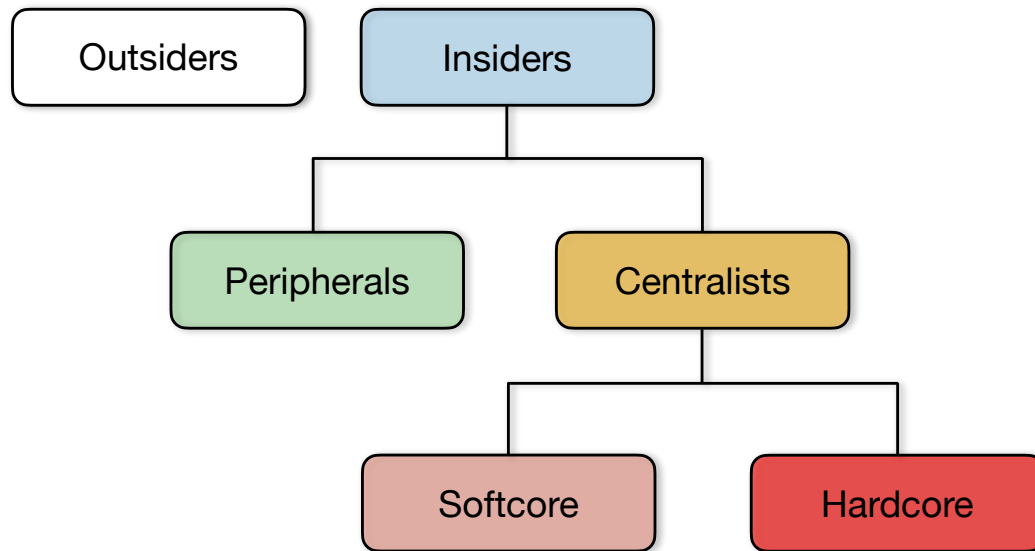 Outsiders
Insiders
Peripherals
Centralists
Softcore
Hardcore